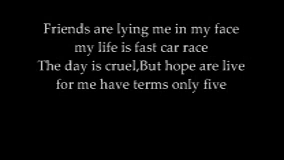 Friends are lying me in my face
my life is fast car race
The day is cruel,But hope are live
for me have terms only five